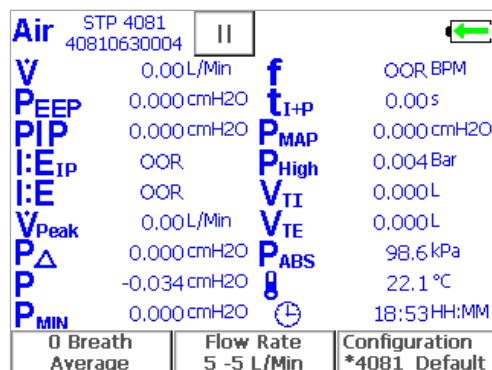 Air STP 4081
40810630004 II
V̇ 0.00 L/Min f OOR BPM
PEEP 0.000 cmH2O tI+P 0.00 s
PIP 0.000 cmH2O PMAP 0.000 cmH2O
I:EIP OOR PHigh 0.004 Bar
I:E OOR VTI 0.000 L
V̇Peak 0.00 L/Min VTE 0.000 L
P△ 0.000 cmH2O PABS 98.6 kPa
P -0.034 cmH2O 22.1 °C
PMIN 0.000 cmH2O 18:53 HH:MM
0 Breath Flow Rate Configuration
Average 5 -5 L/Min *4081 Default